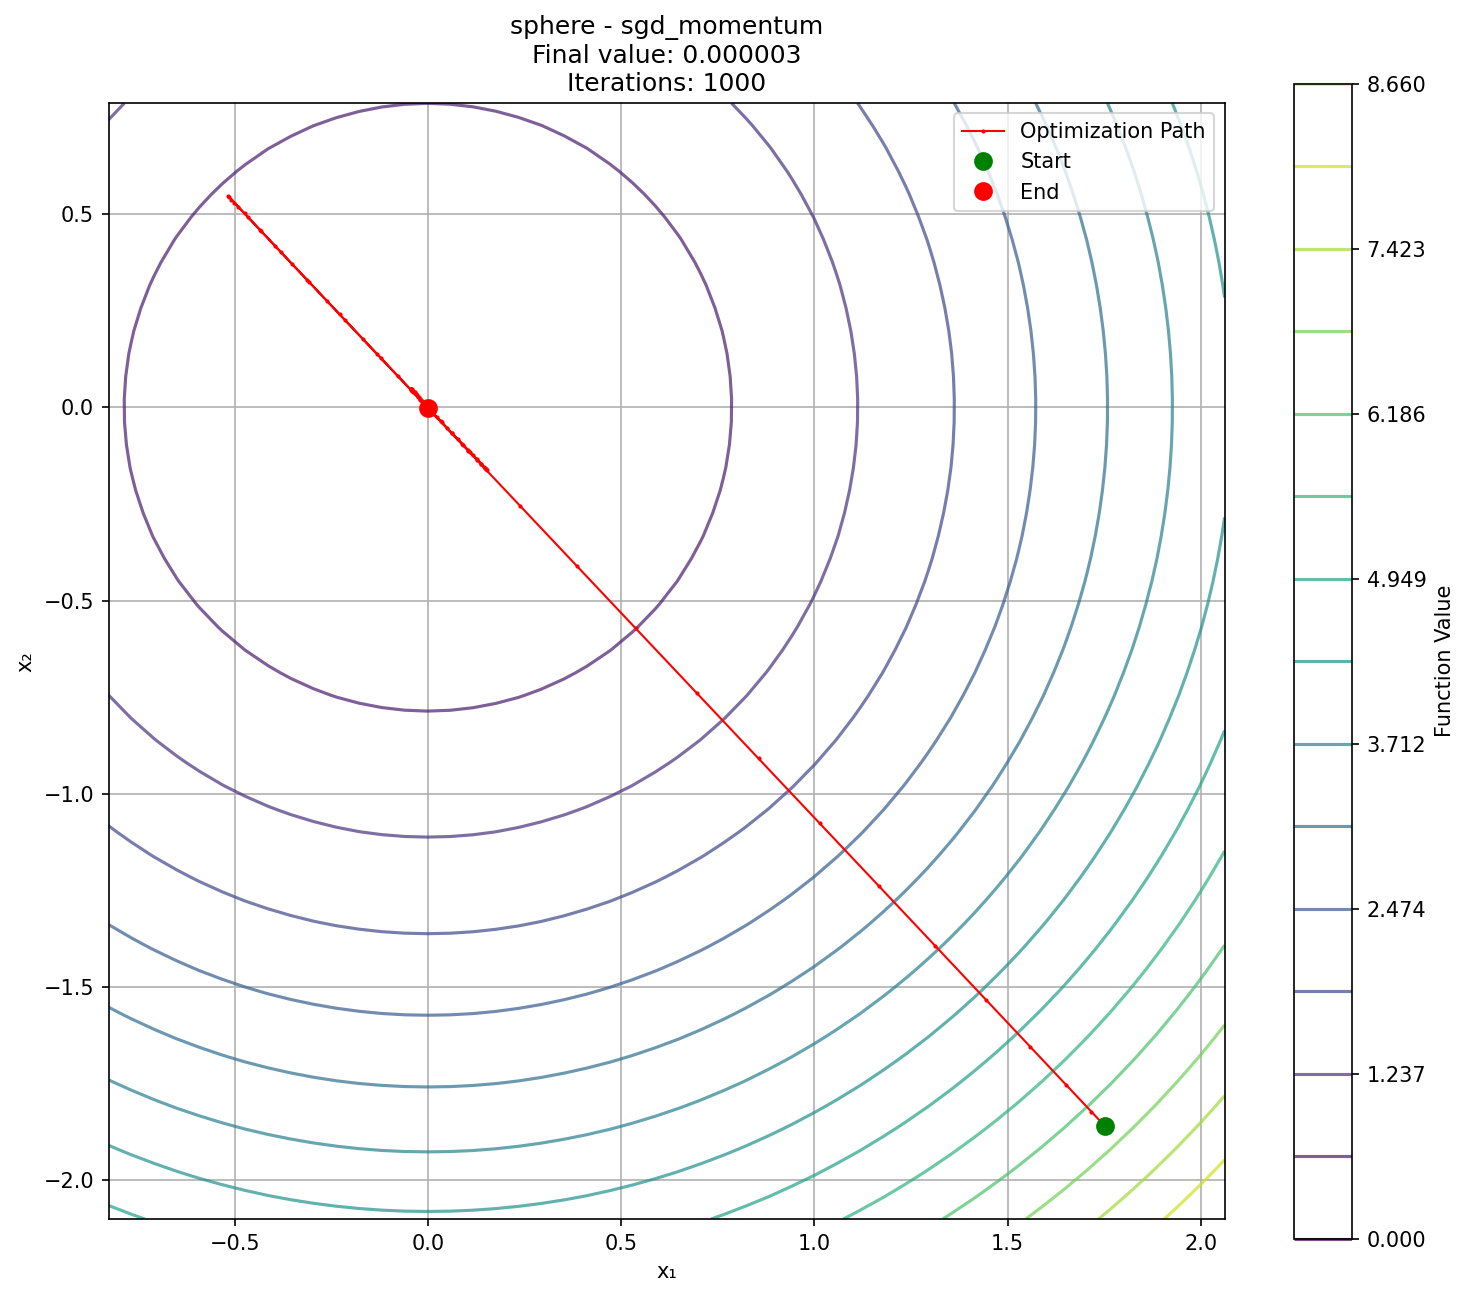 sphere - sgd_momentum
Final value: 0.000003
Iterations: 1000
Optimization Path
Start
End
0.5
0.0
−0.5
−1.0
−1.5
−2.0
x₂
−0.5
0.0
0.5
1.0
1.5
2.0
x₁
8.660
7.423
6.186
4.949
3.712
2.474
1.237
0.000
Function Value